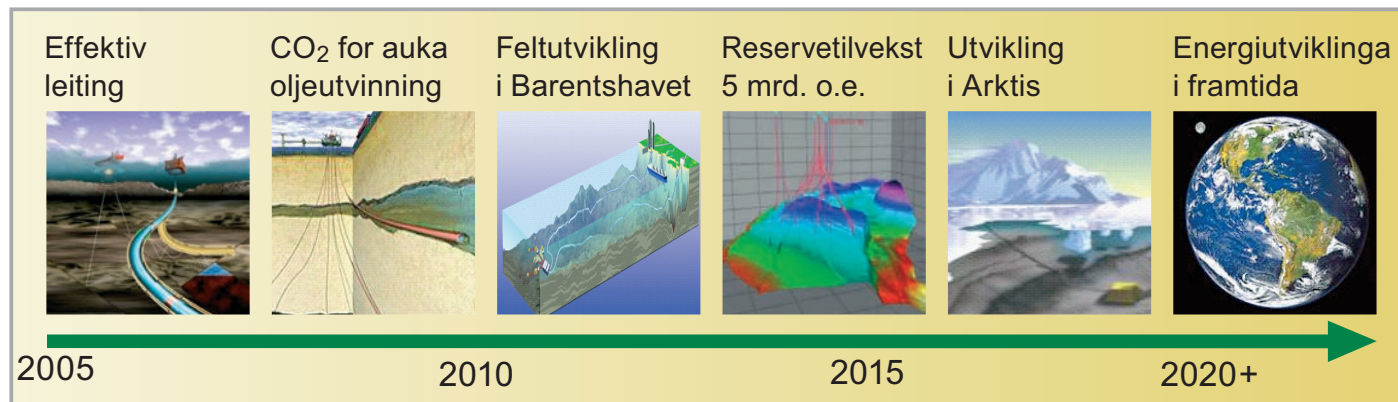 Effektiv
leiting
CO₂ for auka
oljeutvinning
Feltutvikling
i Barentshavet
Reservetilvekst
5 mrd. o.e.
Utvikling
i Arktis
Energiutviklinga
i framtida
2005
2010
2015
2020+